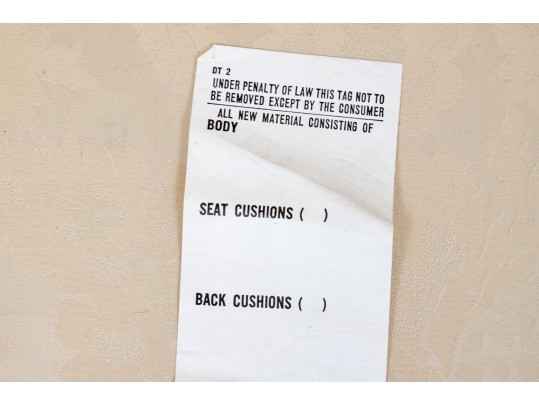 DT 2
UNDER PENALTY OF LAW THIS TAG NOT TO
BE REMOVED EXCEPT BY THE CONSUMER
ALL NEW MATERIAL CONSISTING OF
BODY
SEAT CUSHIONS ( )
BACK CUSHIONS ( )